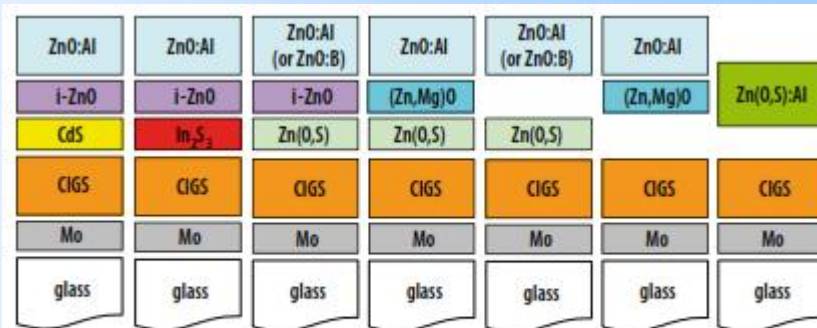 ZnO:Al
ZnO:Al
ZnO:Al
(or ZnO:B)
ZnO:Al
ZnO:Al
(or ZnO:B)
ZnO:Al
i-ZnO
i-ZnO
i-ZnO
(Zn,Mg)O
(Zn,Mg)O
Zn(O,S):Al
CdS
In₂S₃
Zn(O,S)
Zn(O,S)
Zn(O,S)
CIGS
CIGS
CIGS
CIGS
CIGS
CIGS
CIGS
Mo
Mo
Mo
Mo
Mo
Mo
Mo
glass
glass
glass
glass
glass
glass
glass